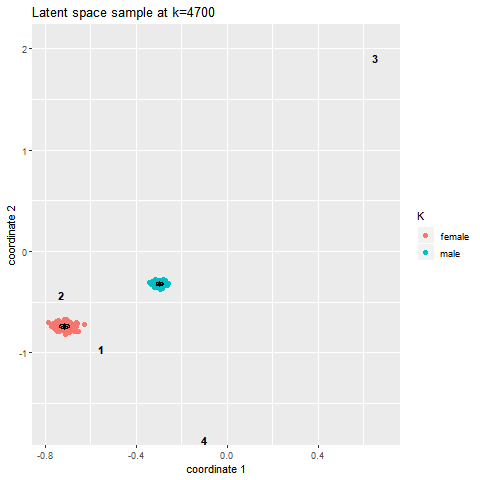 Latent space sample at k=4700
3
2
1
4
2
0
-1
coordinate 2
-0.8
-0.4
0.0
0.4
coordinate 1
K
female
male